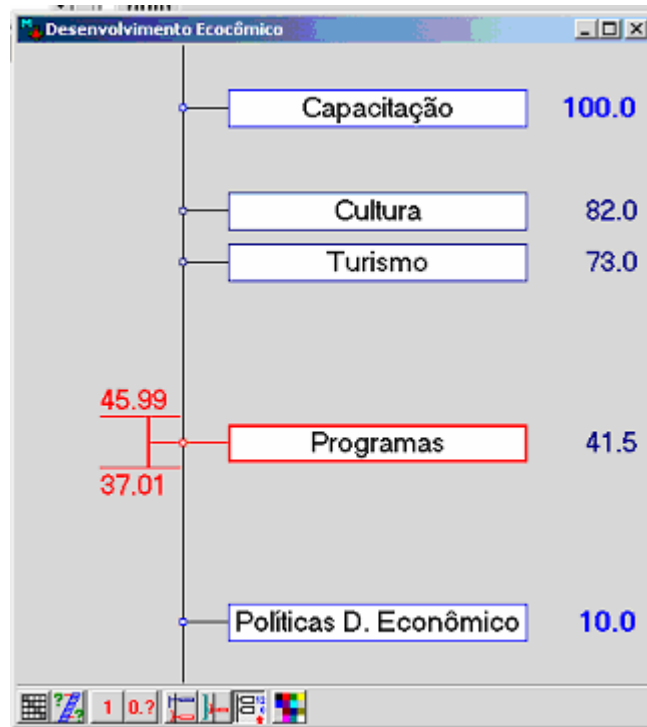 Desenvolvimento Ecocômico
Capacitação 100.0
Cultura 82.0
Turismo 73.0
45.99
Programas 41.5
37.01
Políticas D. Econômico 10.0
1 0.?